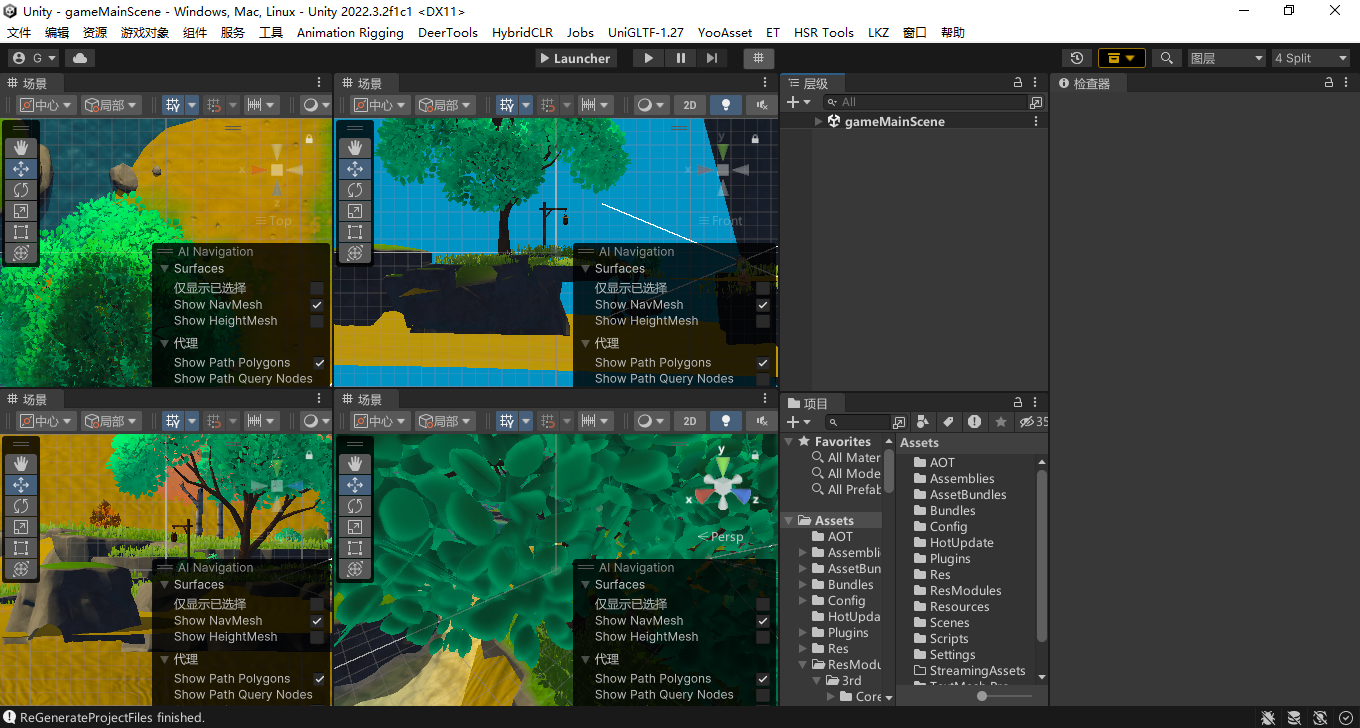 Unity - gameMainScene - Windows, Mac, Linux - Unity 2022.3.2f1c1 <DX11>
文件 编辑 资源 游戏对象 组件 服务 工具 Animation Rigging DeerTools HybridCLR Jobs UniGLTF-1.27 YooAsset ET HSR Tools LKZ 窗口 帮助
G Launcher 图层 4 Split
场景
中心 局部
Top
AI Navigation
Surfaces
仅显示已选择
Show NavMesh
Show HeightMesh
代理
Show Path Polygons
Show Path Query Nodes
场景
中心 局部 2D
y
x
Front
AI Navigation
Surfaces
仅显示已选择
Show NavMesh
Show HeightMesh
代理
Show Path Polygons
Show Path Query Nodes
场景
中心 局部
AI Navigation
Surfaces
仅显示已选择
Show NavMesh
Show HeightMesh
代理
Show Path Polygons
Show Path Query Nodes
场景
中心 局部 2D
y
x z
Persp
AI Navigation
Surfaces
仅显示已选择
Show NavMesh
Show HeightMesh
代理
Show Path Polygons
Show Path Query Nodes
层级
All
gameMainScene
检查器
项目
35
Favorites
All Mater
All Mode
All Prefab
Assets
AOT
Assembli
AssetBun
Bundles
Config
HotUpda
Plugins
Res
ResModu
3rd
Core
Assets
AOT
Assemblies
AssetBundles
Bundles
Config
HotUpdate
Plugins
Res
ResModules
Resources
Scenes
Scripts
Settings
StreamingAssets
ReGenerateProjectFiles finished.